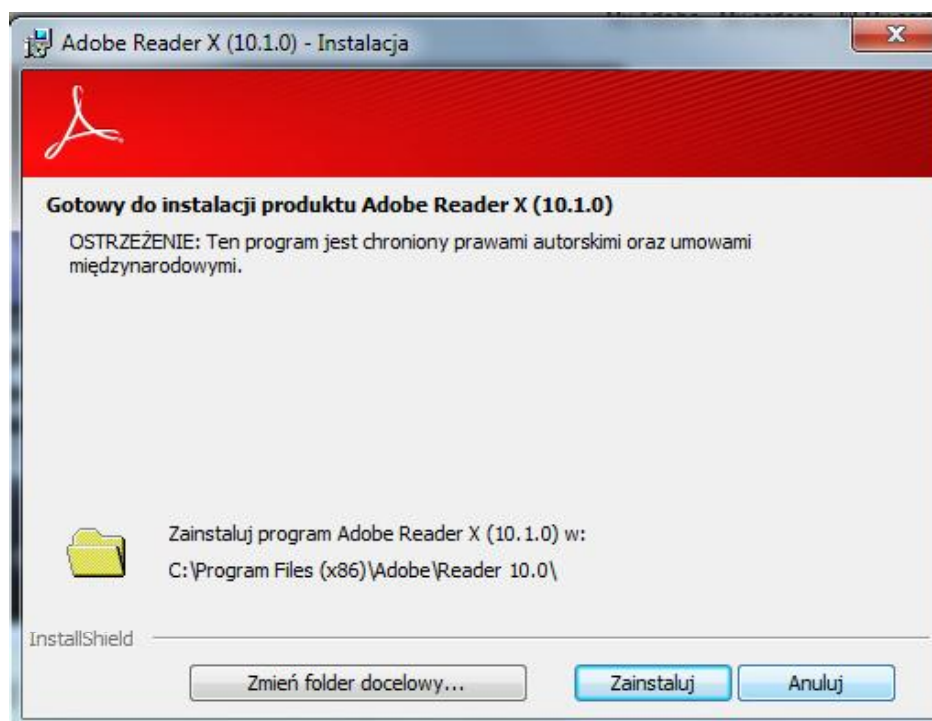 Adobe Reader X (10.1.0) - Instalacja
Gotowy do instalacji produktu Adobe Reader X (10.1.0)
OSTRZEŻENIE: Ten program jest chroniony prawami autorskimi oraz umowami
międzynarodowymi.
Zainstaluj program Adobe Reader X (10.1.0) w:
C:\Program Files (x86)\Adobe\Reader 10.0\
InstallShield
Zmień folder docelowy...
Zainstaluj
Anuluj